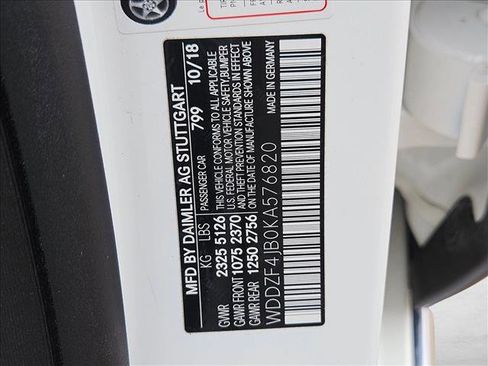 MFD BY DAIMLER AG STUTTGART
799 10/18
KG LBS PASSENGER CAR
GVWR 2325 5126 THIS VEHICLE CONFORMS TO ALL APPLICABLE
GAWR FRONT 1075 2370 U.S. FEDERAL MOTOR VEHICLE SAFETY,BUMPER
GAWR REAR 1250 2756 AND THEFT PREVENTION STANDARDS IN EFFECT
ON THE DATE OF MANUFACTURE SHOWN ABOVE
WDDZF4JB0KA576820 MADE IN GERMANY